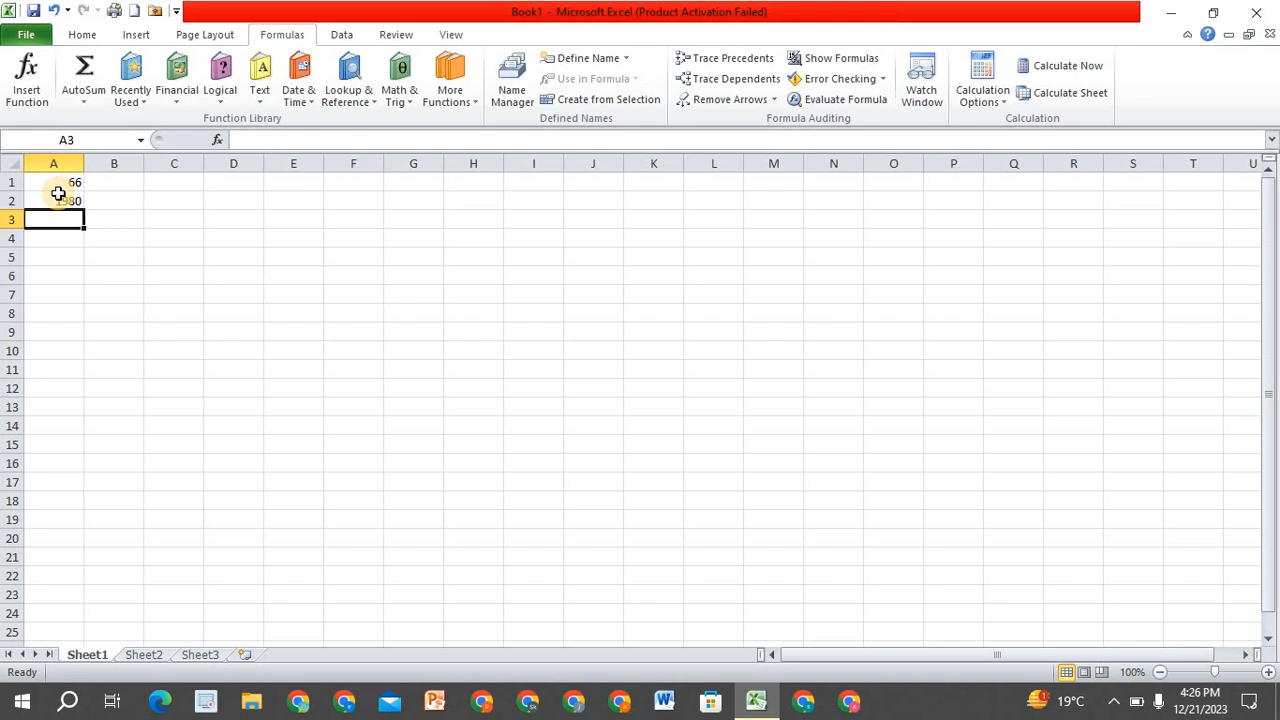 Book1 - Microsoft Excel (Product Activation Failed)
File Home Insert Page Layout Formulas Data Review View
Insert Function
AutoSum
Recently Used
Financial
Logical
Text
Date & Time
Lookup & Reference
Math & Trig
More Functions
Function Library
Name Manager
Define Name
Use in Formula
Create from Selection
Defined Names
Trace Precedents
Trace Dependents
Remove Arrows
Show Formulas
Error Checking
Evaluate Formula
Formula Auditing
Watch Window
Calculation Options
Calculate Now
Calculate Sheet
Calculation
A3 fx
A B C D E F G H I J K L M N O P Q R S T U
1 66
2
3
4
5
6
7
8
9
10
11
12
13
14
15
16
17
18
19
20
21
22
23
24
25
Sheet1 Sheet2 Sheet3
Ready 100%
1 19°C 4:26 PM
12/21/2023